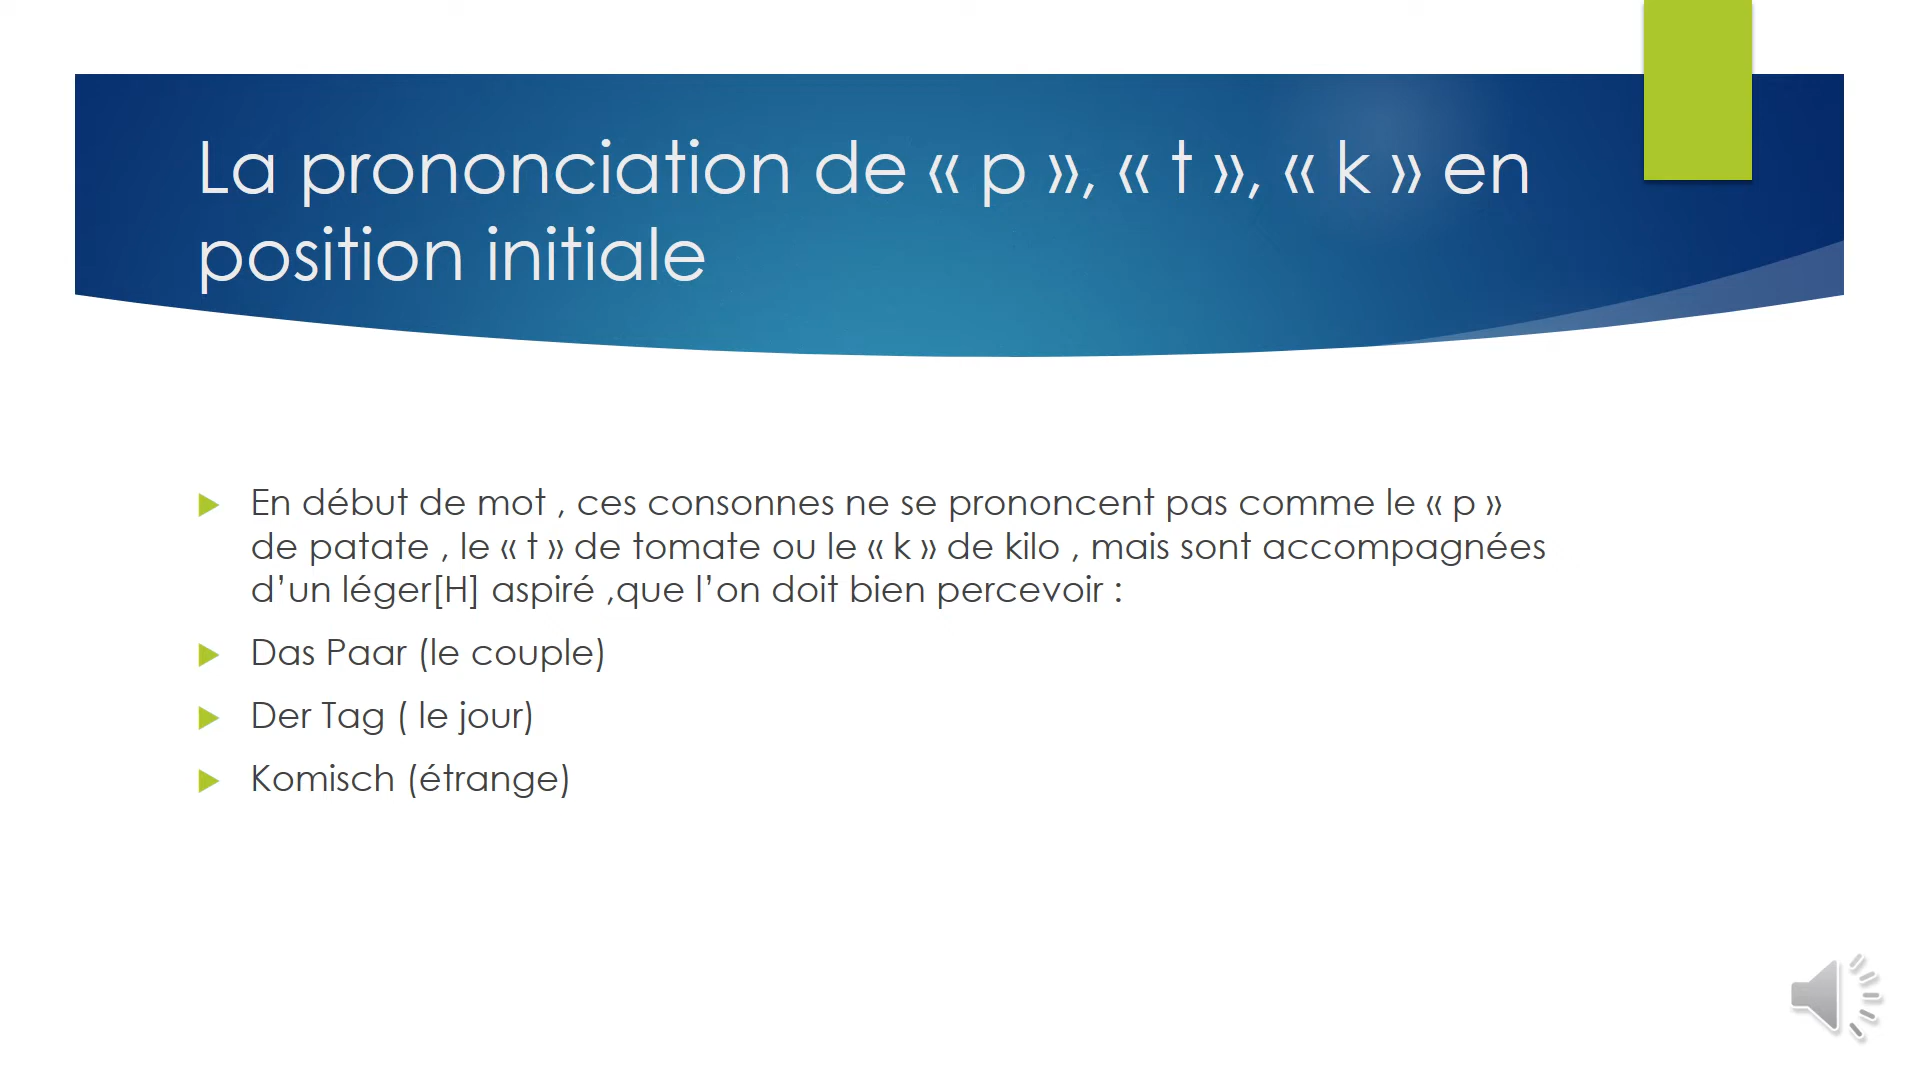 La prononciation de « p », « t », « k » en
position initiale
En début de mot , ces consonnes ne se prononcent pas comme le « p »
de patate , le « t » de tomate ou le « k » de kilo , mais sont accompagnées
d’un léger[H] aspiré ,que l’on doit bien percevoir :
Das Paar (le couple)
Der Tag ( le jour)
Komisch (étrange)